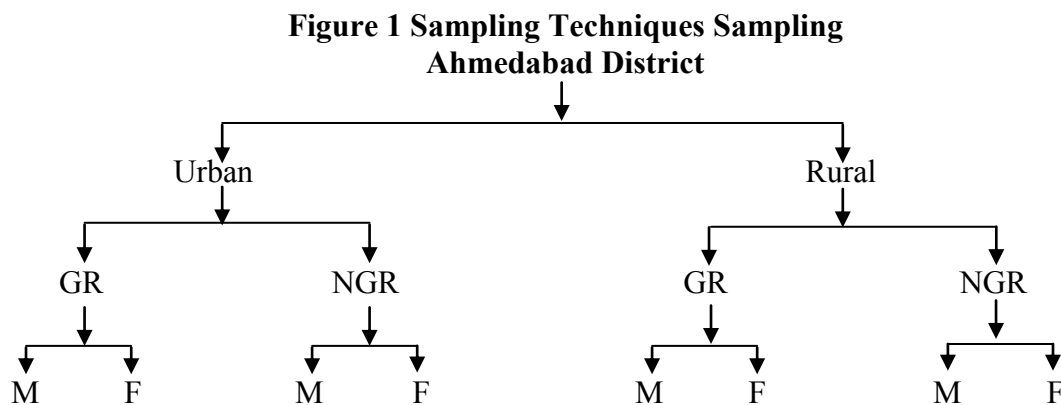 Figure 1 Sampling Techniques Sampling
Ahmedabad District
Urban Rural
GR NGR GR NGR
M F M F M F M F